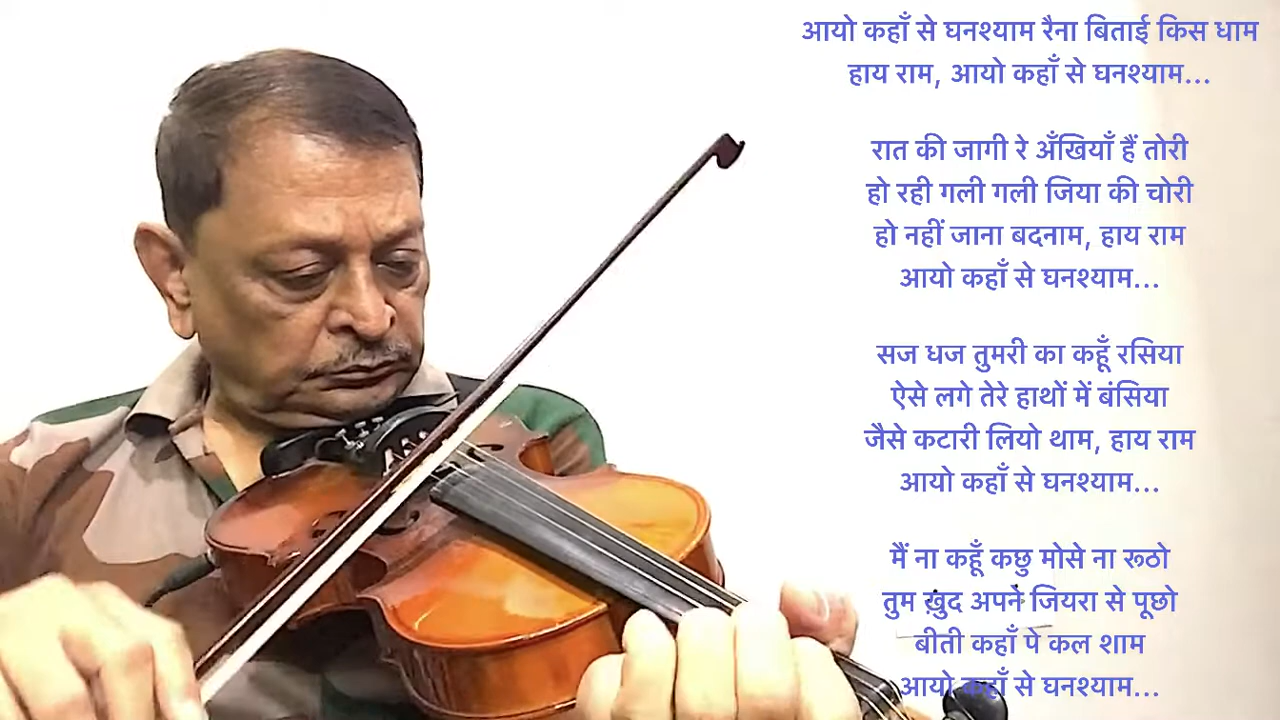 आयो कहाँ से घनश्याम रैना बिताई किस धाम
हाय राम, आयो कहाँ से घनश्याम...
रात की जागी रे अँखियाँ हैं तोरी
हो रही गली गली जिया की चोरी
हो नहीं जाना बदनाम, हाय राम
आयो कहाँ से घनश्याम...
सज धज तुमरी का कहूँ रसिया
ऐसे लगे तेरे हाथों में बंसिया
जैसे कटारी लियो थाम, हाय राम
आयो कहाँ से घनश्याम...
मैं ना कहूँ कछु मोसे ना रूठो
तुम ख़ुद अपने जियरा से पूछो
बीती कहाँ पे कल शाम
आयो कहाँ से घनश्याम...